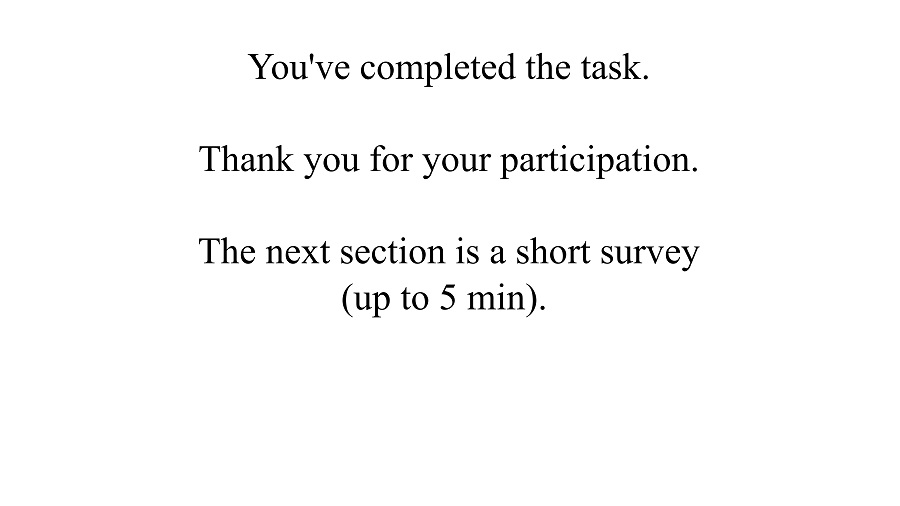 You've completed the task.
Thank you for your participation.
The next section is a short survey
(up to 5 min).